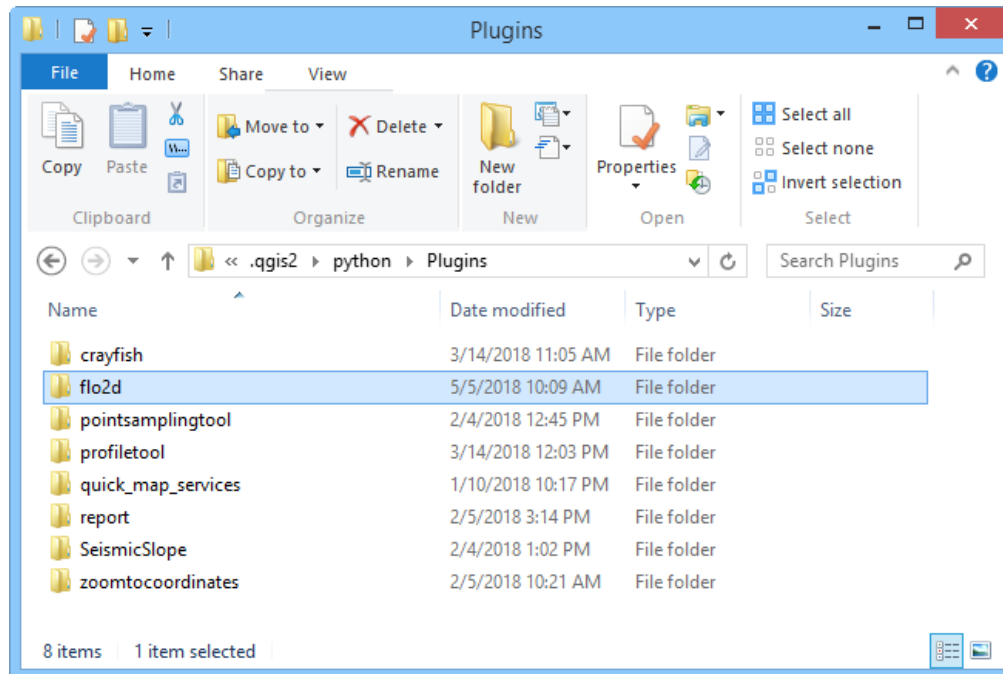 Plugins
File Home Share View
Copy
Paste
Move to
Copy to
Delete
Rename
New
folder
Properties
Select all
Select none
Invert selection
Clipboard Organize New Open Select
« .qgis2 python Plugins Search Plugins
Name Date modified Type Size
crayfish 3/14/2018 11:05 AM File folder
flo2d 5/5/2018 10:09 AM File folder
pointsamplingtool 2/4/2018 12:45 PM File folder
profiletool 3/14/2018 12:03 PM File folder
quick_map_services 1/10/2018 10:17 PM File folder
report 2/5/2018 3:14 PM File folder
SeismicSlope 2/4/2018 1:02 PM File folder
zoomtocoordinates 2/5/2018 10:21 AM File folder
8 items 1 item selected